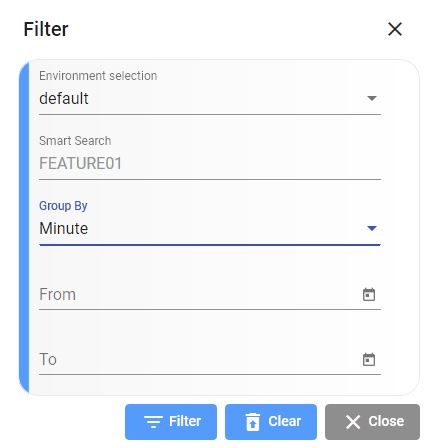 Filter
Environment selection
default
Smart Search
FEATURE01
Group By
Minute
From
To
Filter
Clear
Close